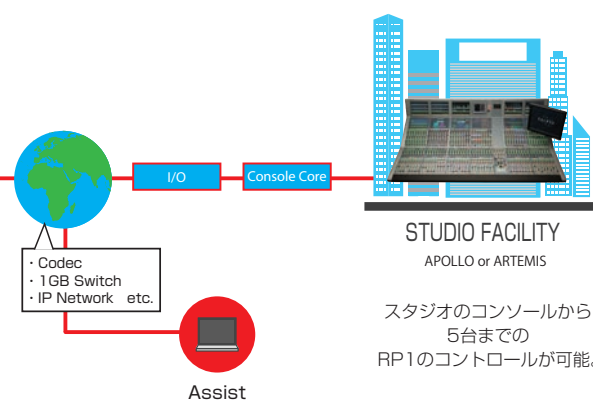 I/O
Console Core
・Codec
・1GB Switch
・IP Network etc.
Assist
STUDIO FACILITY
APOLLO or ARTEMIS
スタジオのコンソールから
5台までの
RP1のコントロールが可能。